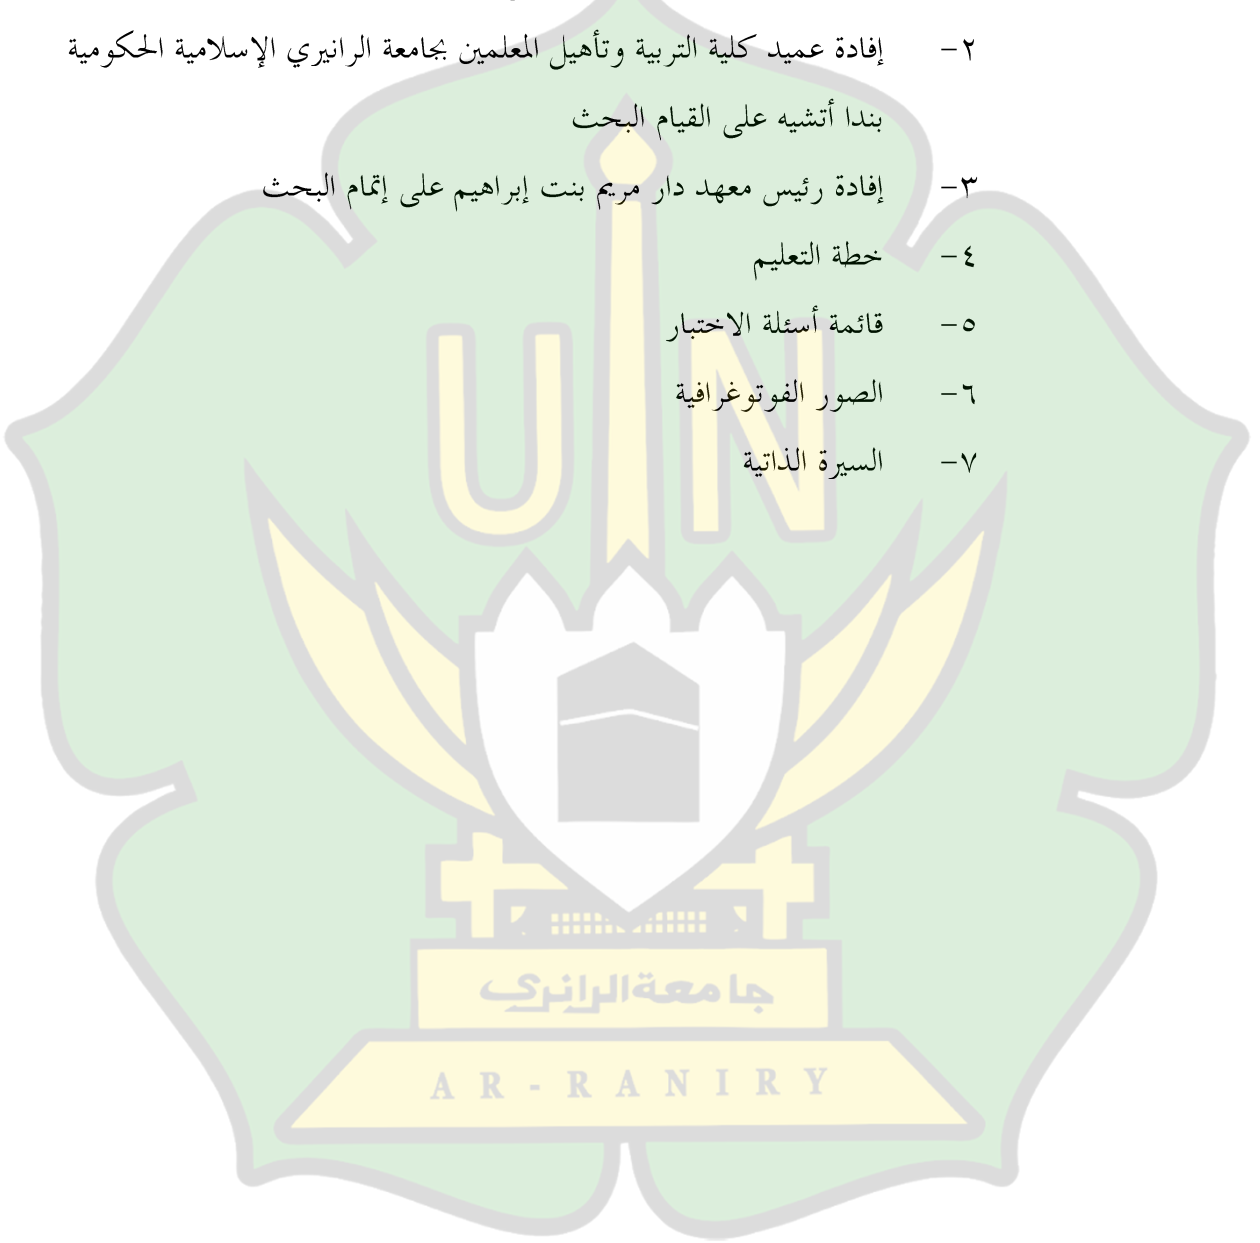 ٢- إفادة عميد كلية التربية وتأهيل المعلمين بجامعة الرانيري الإسلامية الحكومية
بندا أتشيه على القيام البحث
٣- إفادة رئيس معهد دار مريم بنت إبراهيم على إتمام البحث
٤- خطة التعليم
٥- قائمة أسئلة الاختبار
٦- الصور الفوتوغرافية
٧- السيرة الذاتية
UIN
جامعة الرانري
AR-RANIRY